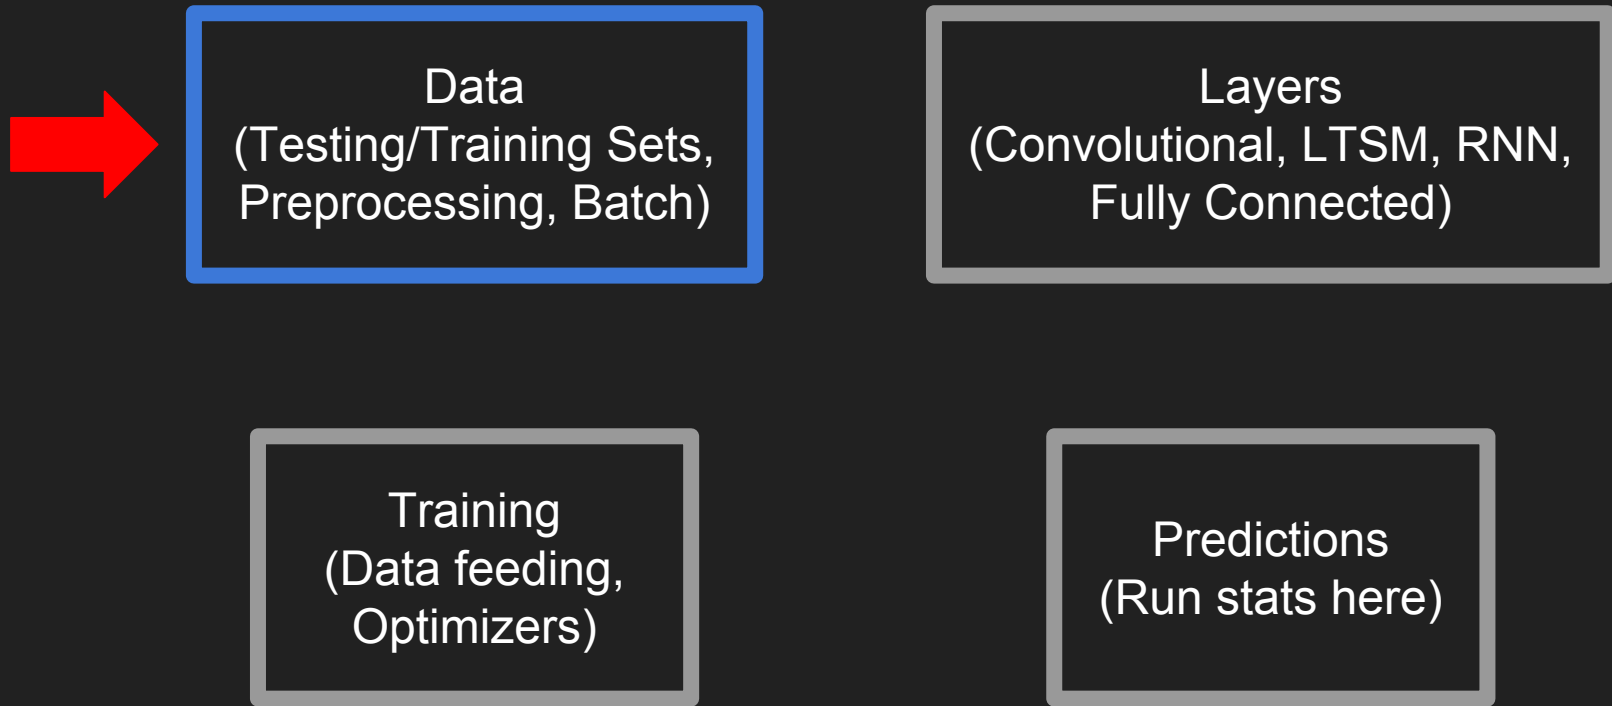 Data
(Testing/Training Sets,
Preprocessing, Batch)
Layers
(Convolutional, LTSM, RNN,
Fully Connected)
Training
(Data feeding,
Optimizers)
Predictions
(Run stats here)